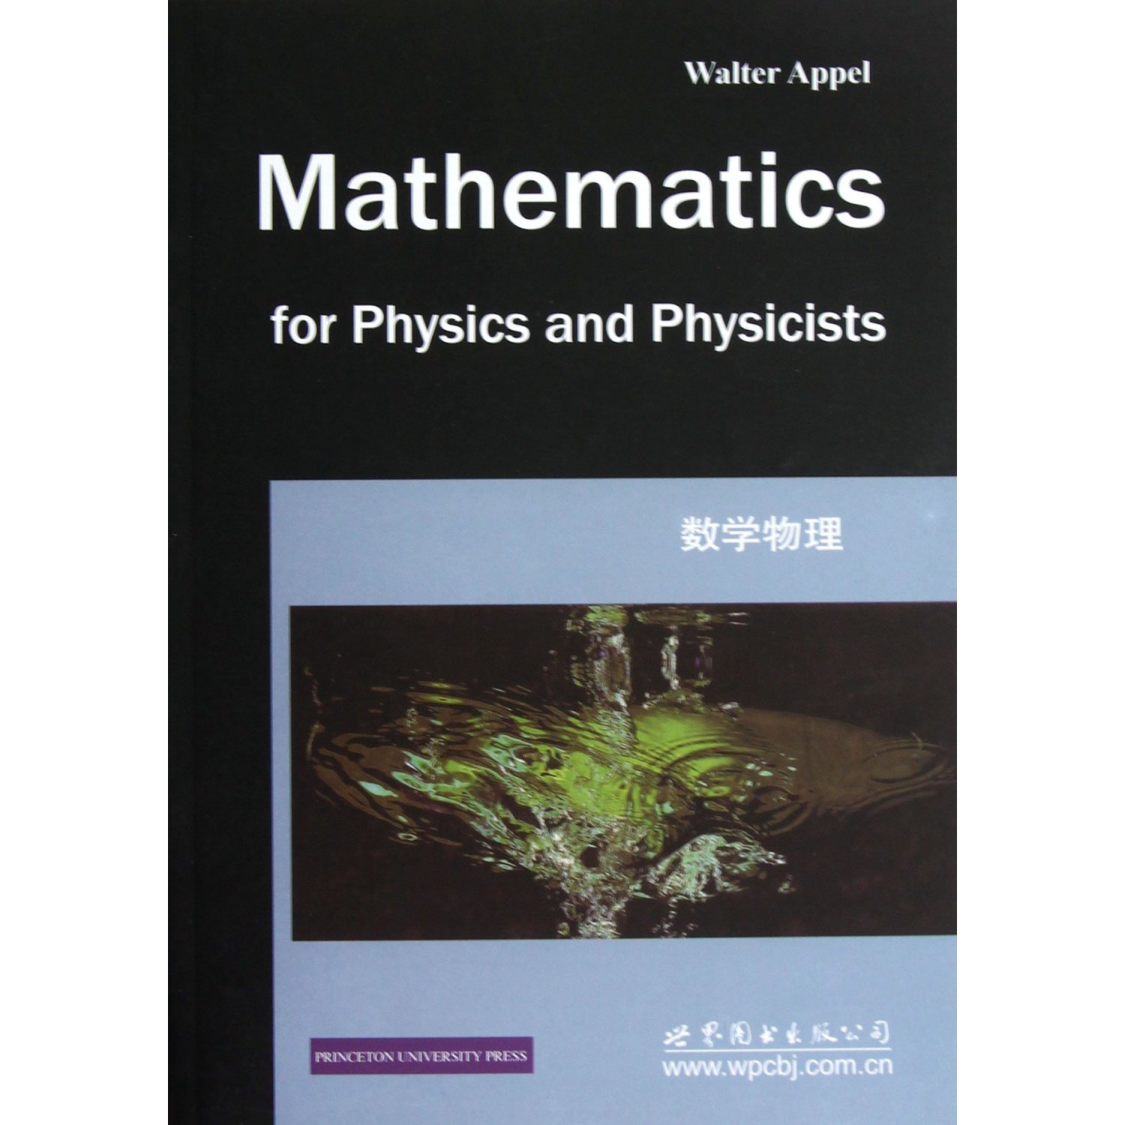 Walter Appel
Mathematics
for Physics and Physicists
数学物理
PRINCETON UNIVERSITY PRESS
世界图书出版公司
www.wpcbj.com.cn